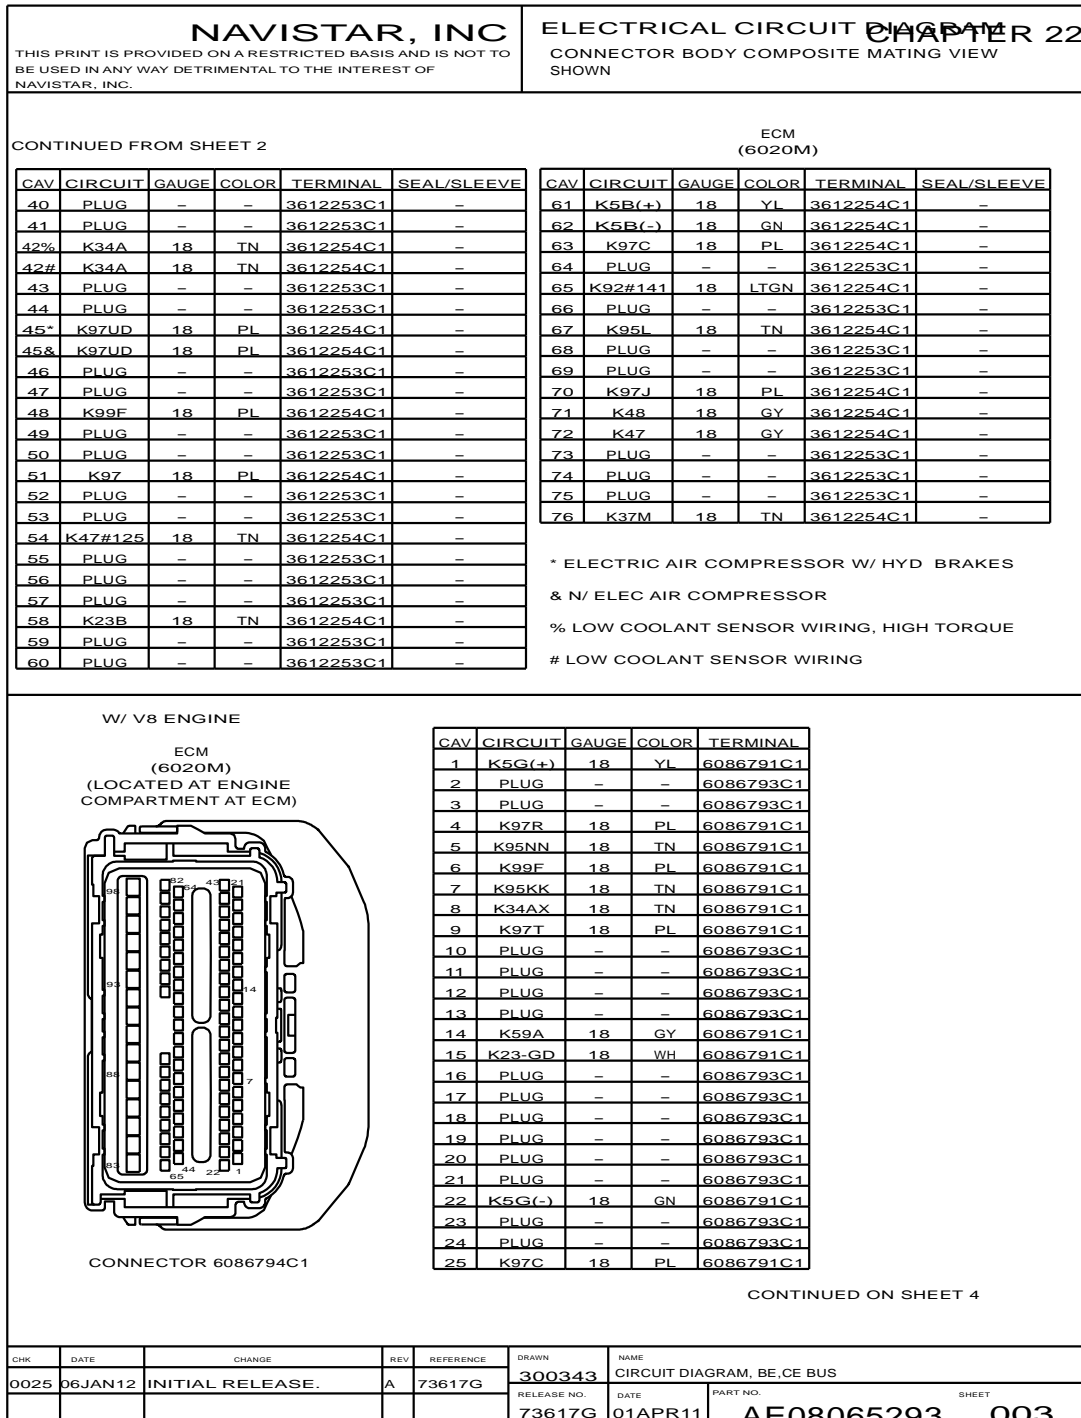 NAVISTAR, INC
THIS PRINT IS PROVIDED ON A RESTRICTED BASIS AND IS NOT TO
BE USED IN ANY WAY DETRIMENTAL TO THE INTEREST OF
NAVISTAR, INC.
ELECTRICAL CIRCUIT DIAGRAM
CHAPTER 22
CONNECTOR BODY COMPOSITE MATING VIEW
SHOWN
CONTINUED FROM SHEET 2
CAV CIRCUIT GAUGE COLOR TERMINAL SEAL/SLEEVE
40 PLUG – – 3612253C1 –
41 PLUG – – 3612253C1 –
42% K34A 18 TN 3612254C1 –
42# K34A 18 TN 3612254C1 –
43 PLUG – – 3612253C1 –
44 PLUG – – 3612253C1 –
45* K97UD 18 PL 3612254C1 –
45& K97UD 18 PL 3612254C1 –
46 PLUG – – 3612253C1 –
47 PLUG – – 3612253C1 –
48 K99F 18 PL 3612254C1 –
49 PLUG – – 3612253C1 –
50 PLUG – – 3612253C1 –
51 K97 18 PL 3612254C1 –
52 PLUG – – 3612253C1 –
53 PLUG – – 3612253C1 –
54 K47#125 18 TN 3612254C1 –
55 PLUG – – 3612253C1 –
56 PLUG – – 3612253C1 –
57 PLUG – – 3612253C1 –
58 K23B 18 TN 3612254C1 –
59 PLUG – – 3612253C1 –
60 PLUG – – 3612253C1 –
ECM
(6020M)
CAV CIRCUIT GAUGE COLOR TERMINAL SEAL/SLEEVE
61 K5B(+) 18 YL 3612254C1 –
62 K5B(-) 18 GN 3612254C1 –
63 K97C 18 PL 3612254C1 –
64 PLUG – – 3612253C1 –
65 K92#141 18 LTGN 3612254C1 –
66 PLUG – – 3612253C1 –
67 K95L 18 TN 3612254C1 –
68 PLUG – – 3612253C1 –
69 PLUG – – 3612253C1 –
70 K97J 18 PL 3612254C1 –
71 K48 18 GY 3612254C1 –
72 K47 18 GY 3612254C1 –
73 PLUG – – 3612253C1 –
74 PLUG – – 3612253C1 –
75 PLUG – – 3612253C1 –
76 K37M 18 TN 3612254C1 –
* ELECTRIC AIR COMPRESSOR W/ HYD BRAKES
& N/ ELEC AIR COMPRESSOR
% LOW COOLANT SENSOR WIRING, HIGH TORQUE
# LOW COOLANT SENSOR WIRING
W/ V8 ENGINE
ECM
(6020M)
(LOCATED AT ENGINE
COMPARTMENT AT ECM)
98 82 64 43 21
93 14
88 7
83 65 44 22 1
CONNECTOR 6086794C1
CAV CIRCUIT GAUGE COLOR TERMINAL
1 K5G(+) 18 YL 6086791C1
2 PLUG – – 6086793C1
3 PLUG – – 6086793C1
4 K97R 18 PL 6086791C1
5 K95NN 18 TN 6086791C1
6 K99F 18 PL 6086791C1
7 K95KK 18 TN 6086791C1
8 K34AX 18 TN 6086791C1
9 K97T 18 PL 6086791C1
10 PLUG – – 6086793C1
11 PLUG – – 6086793C1
12 PLUG – – 6086793C1
13 PLUG – – 6086793C1
14 K59A 18 GY 6086791C1
15 K23-GD 18 WH 6086791C1
16 PLUG – – 6086793C1
17 PLUG – – 6086793C1
18 PLUG – – 6086793C1
19 PLUG – – 6086793C1
20 PLUG – – 6086793C1
21 PLUG – – 6086793C1
22 K5G(-) 18 GN 6086791C1
23 PLUG – – 6086793C1
24 PLUG – – 6086793C1
25 K97C 18 PL 6086791C1
CONTINUED ON SHEET 4
CHK DATE CHANGE REV REFERENCE
0025 06JAN12 INITIAL RELEASE. A 73617G
DRAWN 300343
NAME CIRCUIT DIAGRAM, BE,CE BUS
RELEASE NO. 73617G
DATE 01APR11
PART NO. AE08065293
SHEET 003